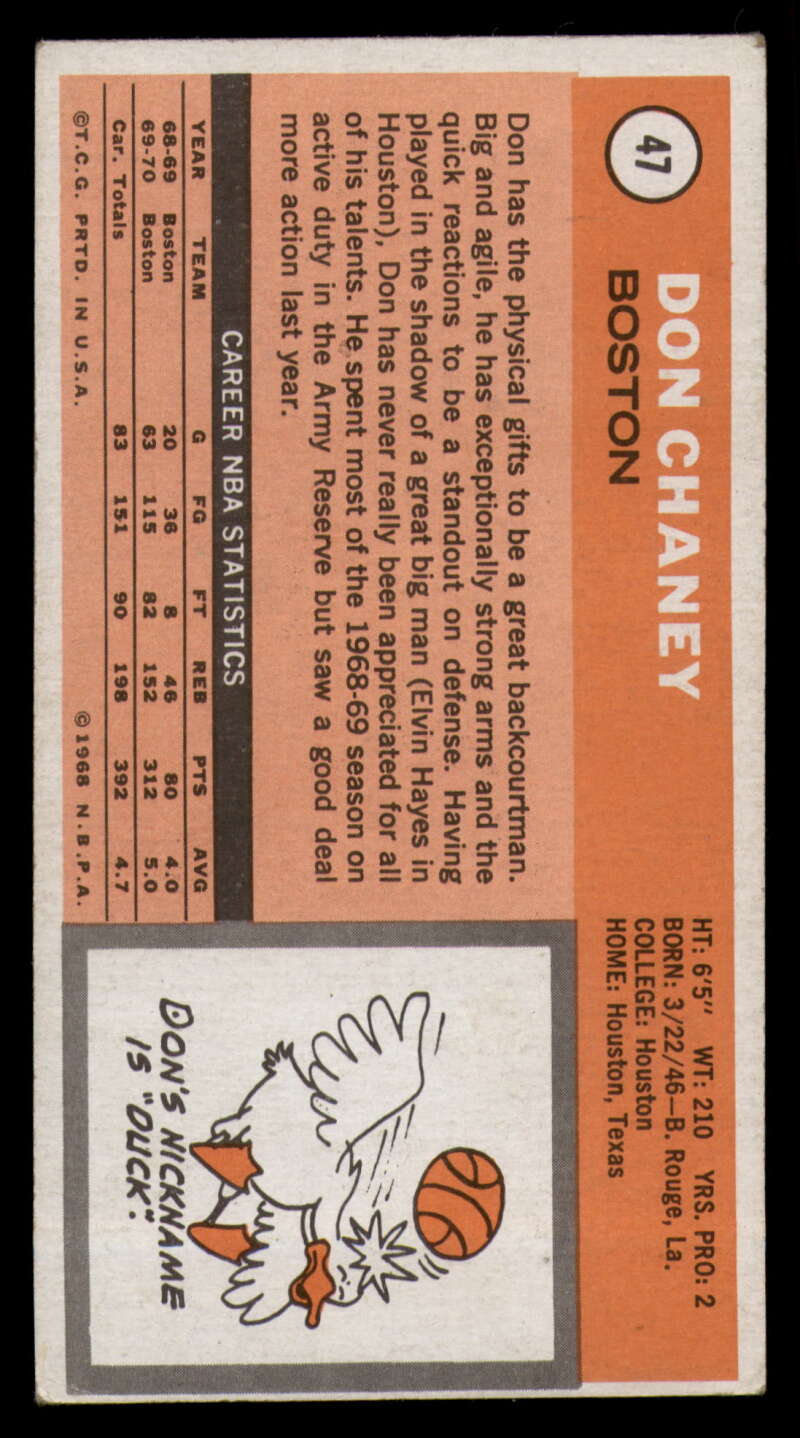 47
DON CHANEY
BOSTON
HT: 6'5" WT: 210 YRS. PRO: 2
BORN: 3/22/46—B. Rouge, La.
COLLEGE: Houston
HOME: Houston, Texas
Don has the physical gifts to be a great backcourtman.
Big and agile, he has exceptionally strong arms and the
quick reactions to be a standout on defense. Having
played in the shadow of a great big man (Elvin Hayes in
Houston), Don has never really been appreciated for all
of his talents. He spent most of the 1968-69 season on
active duty in the Army Reserve but saw a good deal
more action last year.
CAREER NBA STATISTICS
YEAR TEAM G FG FT REB PTS AVG
68-69 Boston 20 36 8 46 80 4.0
69-70 Boston 63 115 82 152 312 5.0
Car. Totals 83 151 90 198 392 4.7
©T.C.G. PRTD. IN U.S.A. ©1968 N.B.P.A.
DON'S NICKNAME
IS "DUCK".